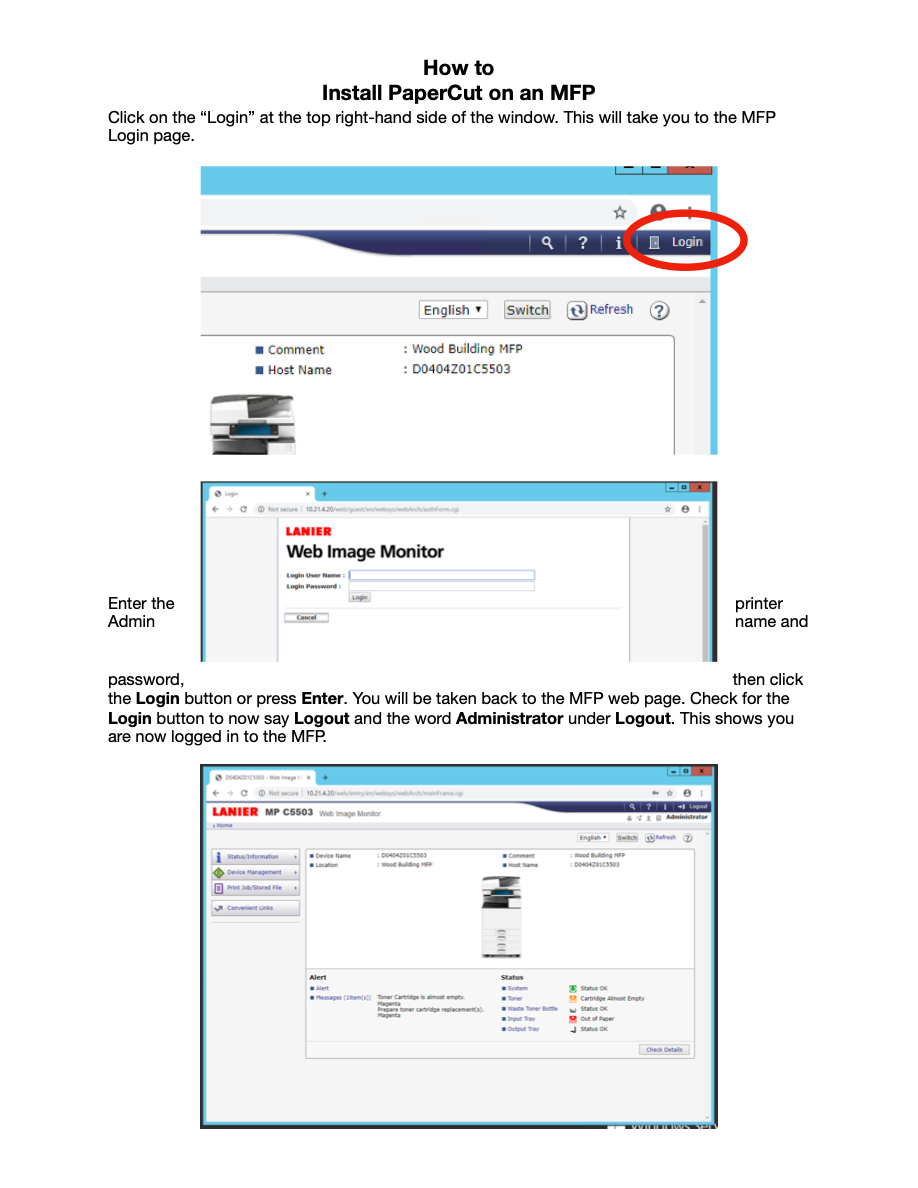 How to
Install PaperCut on an MFP
Click on the “Login” at the top right-hand side of the window. This will take you to the MFP
Login page.
Login
English Switch Refresh
Comment : Wood Building MFP
Host Name : D0404Z01C5503
Login
Not secure | 10.21.4.20/web/guest/en/websys/webArch/authForm.cgi
LANIER
Web Image Monitor
Login User Name :
Login Password :
Login
Cancel
Enter the printer
Admin name and
password, then click
the Login button or press Enter. You will be taken back to the MFP web page. Check for the
Login button to now say Logout and the word Administrator under Logout. This shows you
are now logged in to the MFP.
D0404Z01C5503 - Web Image
Not secure | 10.21.4.20/web/entry/en/websys/webArch/mainFrame.cgi
LANIER MP C5503 Web Image Monitor
Logout
Administrator
Home
English Switch Refresh
Status/Information
Device Management
Print Job/Stored File
Convenient Links
Device Name : D0404Z01C5503 Comment : Wood Building MFP
Location : Wood Building MFP Host Name : D0404Z01C5503
Alert
Alert
Messages (1item(s)) Toner Cartridge is almost empty.
Magenta
Prepare toner cartridge replacement(s).
Magenta
Status
System Status OK
Toner Cartridge Almost Empty
Waste Toner Bottle Status OK
Input Tray Out of Paper
Output Tray Status OK
Check Details